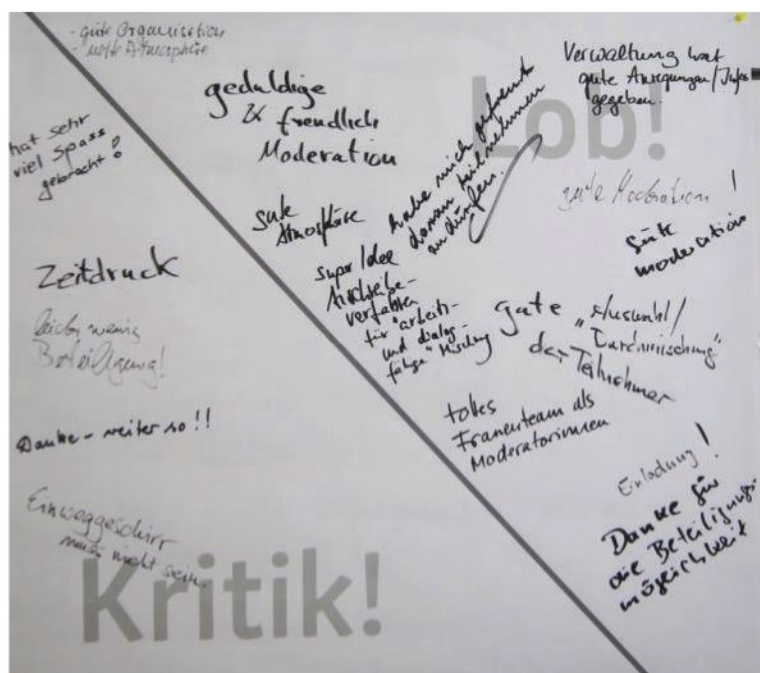 - gute Organisation
- nette Atmosphäre
geduldige
& freundlich
Moderation
habe mich gefreut
daran teilnehmen
zu dürfen.
Lob!
Verwaltung hat
gute Anregungen/Infos
gegeben.
hat sehr
viel Spass
gebracht!
gute
Atmosphäre
gute Moderation!
Gute
moderation
Zeitdruck
Super Idee
verfahren
für "arbeits-
und dialog-
fähige" Mischung
gute "Auswahl/
Durchmischung"
der Teilnehmer
leider wenig
Beteiligung!
tolles
Frauenteam als
Moderatorinnen
Danke - weiter so!!
Einladung!
Danke für
die Beteiligungs-
möglichkeit
Einweggeschirr
muss nicht sein
Kritik!